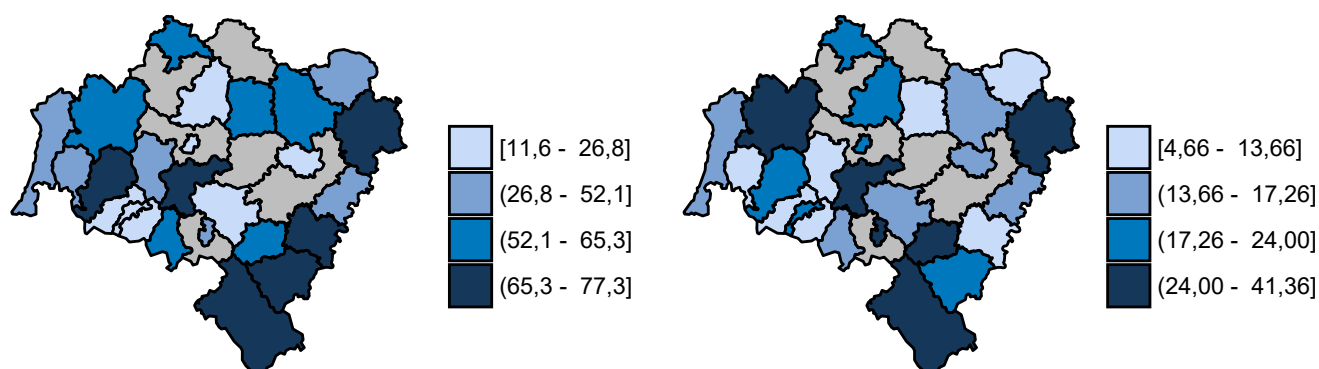 [11,6 - 26,8]
(26,8 - 52,1]
(52,1 - 65,3]
(65,3 - 77,3]
[4,66 - 13,66]
(13,66 - 17,26]
(17,26 - 24,00]
(24,00 - 41,36]